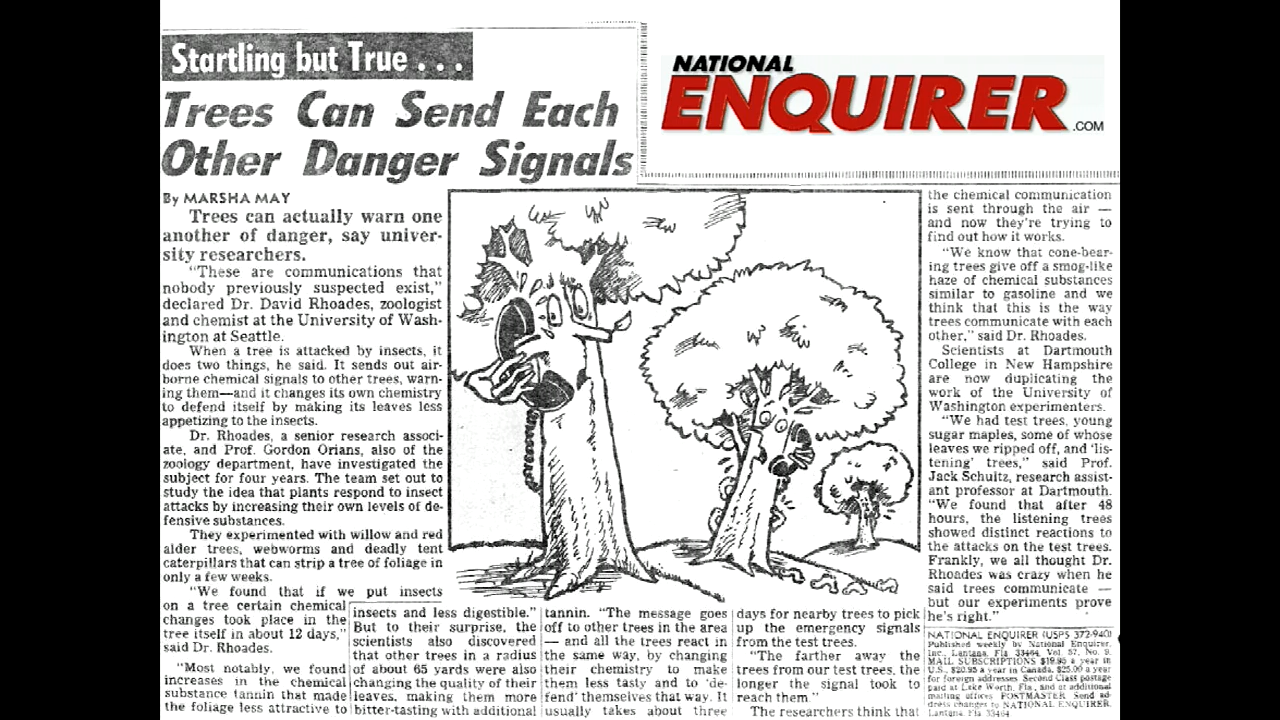 Startling but True . . .
Trees Can Send Each
Other Danger Signals
NATIONAL
ENQUIRER
.COM
By MARSHA MAY
Trees can actually warn one
another of danger, say univer-
sity researchers.
"These are communications that
nobody previously suspected exist,"
declared Dr. David Rhoades, zoologist
and chemist at the University of Wash-
ington at Seattle.
When a tree is attacked by insects, it
does two things, he said. It sends out air-
borne chemical signals to other trees, warn-
ing them—and it changes its own chemistry
to defend itself by making its leaves less
appetizing to the insects.
Dr. Rhoades, a senior research associ-
ate, and Prof. Gordon Orians, also of the
zoology department, have investigated the
subject for four years. The team set out to
study the idea that plants respond to insect
attacks by increasing their own levels of de-
fensive substances.
They experimented with willow and red
alder trees, webworms and deadly tent
caterpillars that can strip a tree of foliage in
only a few weeks.
"We found that if we put insects
on a tree certain chemical
changes took place in the
tree itself in about 12 days,"
said Dr. Rhoades.
"Most notably we found
increases in the chemical
substance tannin that made
the foliage less attractive to
insects and less digestible."
But to their surprise, the
scientists also discovered
that other trees in a radius
of about 65 yards were also
changing the quality of their
leaves, making them more
bitter-tasting with additional
tannin. "The message goes
off to other trees in the area
— and all the trees react in
the same way, by changing
their chemistry to make
them less tasty and to 'de-
fend' themselves that way. It
usually takes about three
days for nearby trees to pick
up the emergency signals
from the test trees.
"The farther away the
trees from our test trees, the
longer the signal took to
reach them."
The researchers think that
the chemical communication
is sent through the air —
and now they're trying to
find out how it works.
"We know that cone-bear-
ing trees give off a smog-like
haze of chemical substances
similar to gasoline and we
think that this is the way
trees communicate with each
other," said Dr. Rhoades.
Scientists at Dartmouth
College in New Hampshire
are now duplicating the
work of the University of
Washington experimenters.
"We had test trees, young
sugar maples, some of whose
leaves we ripped off, and 'lis-
tening' trees," said Prof.
Jack Schultz, research assist-
ant professor at Dartmouth.
"We found that after 48
hours, the listening trees
showed distinct reactions to
the attacks on the test trees.
Frankly, we all thought Dr.
Rhoades was crazy when he
said trees communicate —
but our experiments prove
he's right."
NATIONAL ENQUIRER (USPS 372-940)
Published weekly by National Enquirer,
Inc., Lantana, Fla 33464. Vol. 57, No. 9.
MAIL SUBSCRIPTIONS $19.95 a year in
U.S., $20.95 a year in Canada, $25.00 a year
for foreign addresses Second Class postage
paid at Lake Worth, Fla., and at additional
mailing offices POSTMASTER. Send ad-
dress changes to NATIONAL ENQUIRER.
Lantana Fla 33464